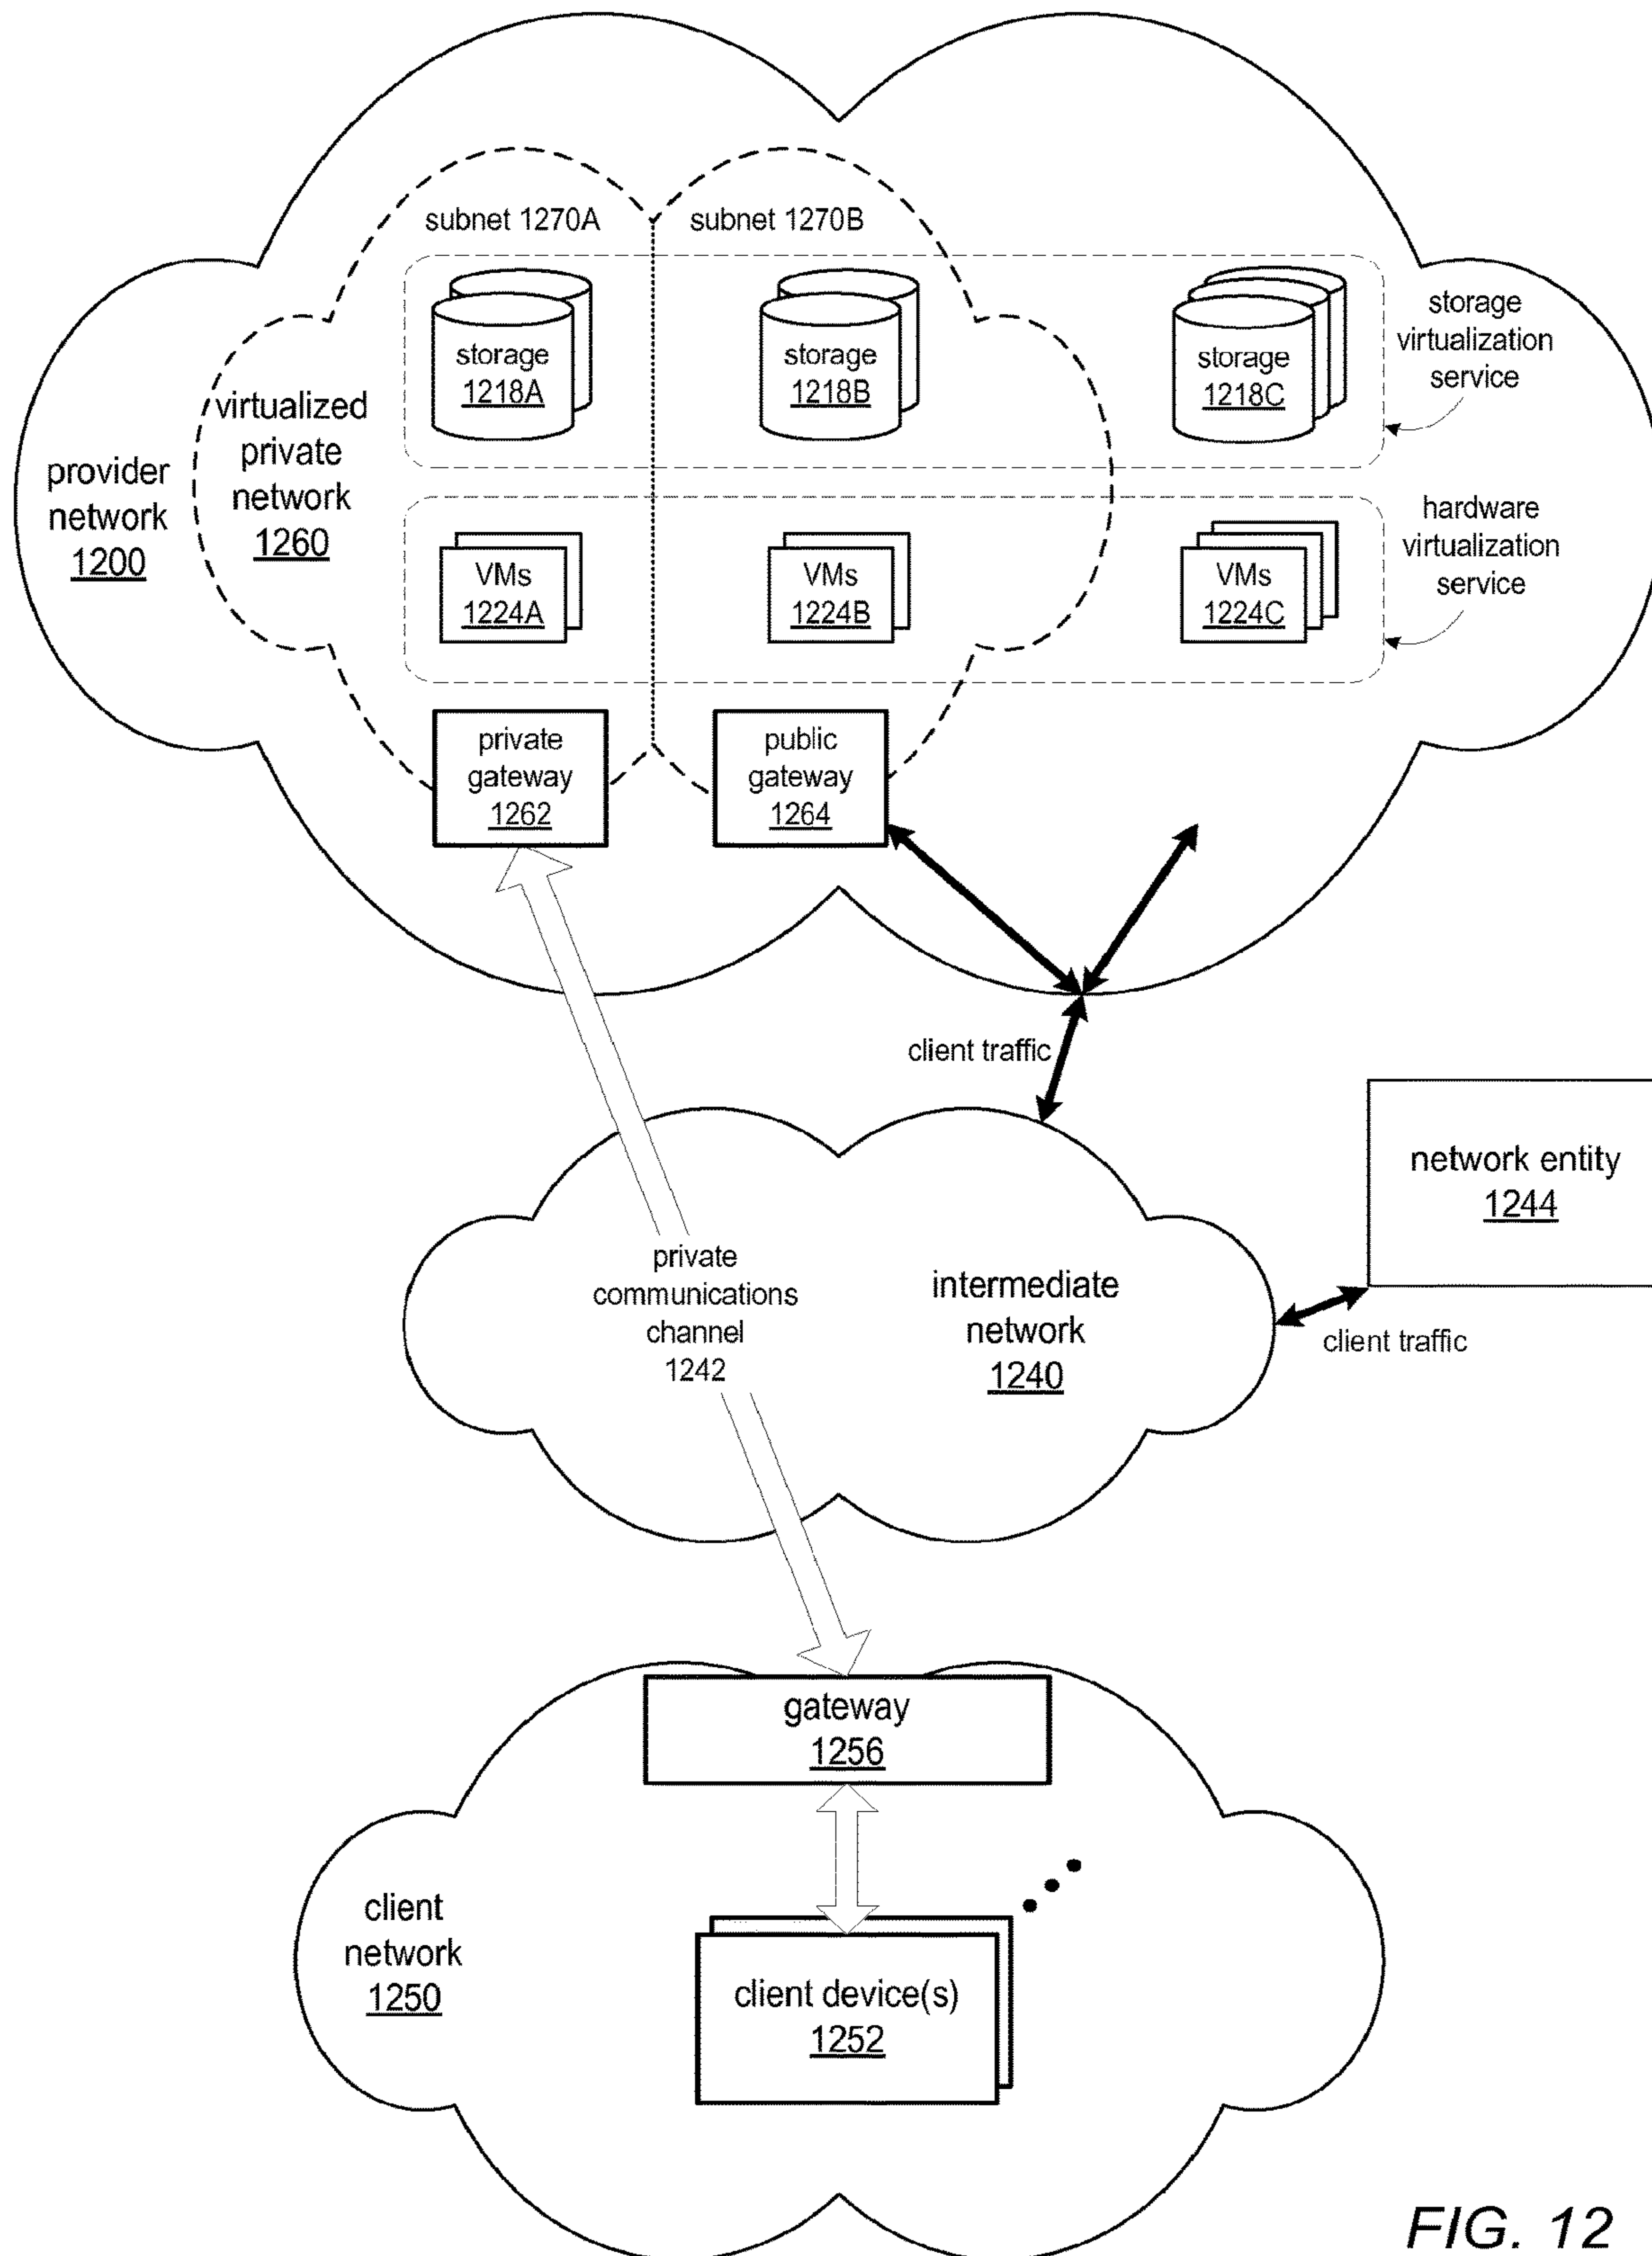 subnet 1270A
subnet 1270B
storage
1218A
storage
1218B
storage
1218C
storage
virtualization
service
provider
network
1200
virtualized
private
network
1260
VMs
1224A
VMs
1224B
VMs
1224C
hardware
virtualization
service
private
gateway
1262
public
gateway
1264
client traffic
network entity
1244
private
communications
channel
1242
intermediate
network
1240
client traffic
gateway
1256
client
network
1250
client device(s)
1252
FIG. 12